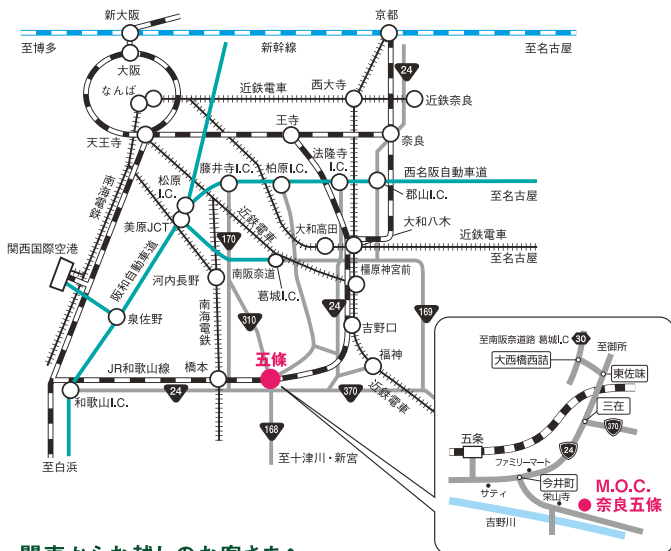 新大阪
京都
至博多
新幹線
至名古屋
大阪
なんば
24
近鉄電車
西大寺
近鉄奈良
天王寺
王寺
奈良
法隆寺
I.C.
藤井寺I.C.
柏原I.C.
西名阪自動車道
松原
I.C.
郡山I.C.
至名古屋
南海電鉄
美原JCT
近鉄電車
大和高田
大和八木
関西国際空港
170
近鉄電車
至名古屋
阪和自動車道
河内長野
南阪奈道
葛城I.C.
橿原神宮前
泉佐野
南海電鉄
310
24
169
吉野口
福神
JR和歌山線
橋本
五條
和歌山I.C.
24
370
近鉄電車
168
至白浜
至十津川・新宮
至南阪奈道路 葛城I.C
30
至御所
大西橋西詰
東佐味
三在
370
五条
24
ファミリーマート
今井町
サティ
栄山寺
M.O.C.
奈良五條
吉野川